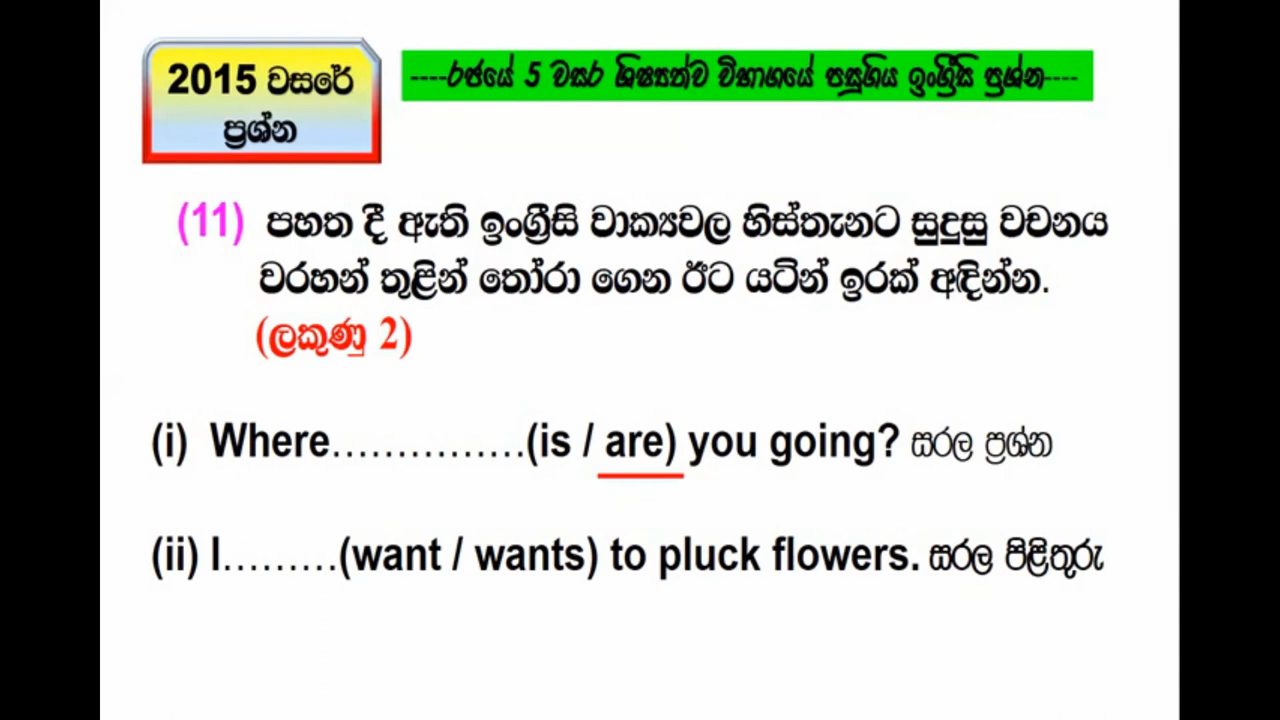 2015 වසරේ
ප්‍රශ්න
----රජයේ 5 වසර ශිෂ්‍යත්ව විභාගයේ පසුගිය ඉංග්‍රීසි ප්‍රශ්න----
(11) පහත දී ඇති ඉංග්‍රීසි වාක්‍යවල හිස්තැනට සුදුසු වචනය
වරහන් තුළින් තෝරා ගෙන ඊට යටින් ඉරක් අඳින්න.
(ලකුණු 2)
(i) Where……………(is / are) you going? සරල ප්‍රශ්න
(ii) I………(want / wants) to pluck flowers. සරල පිළිතුරු